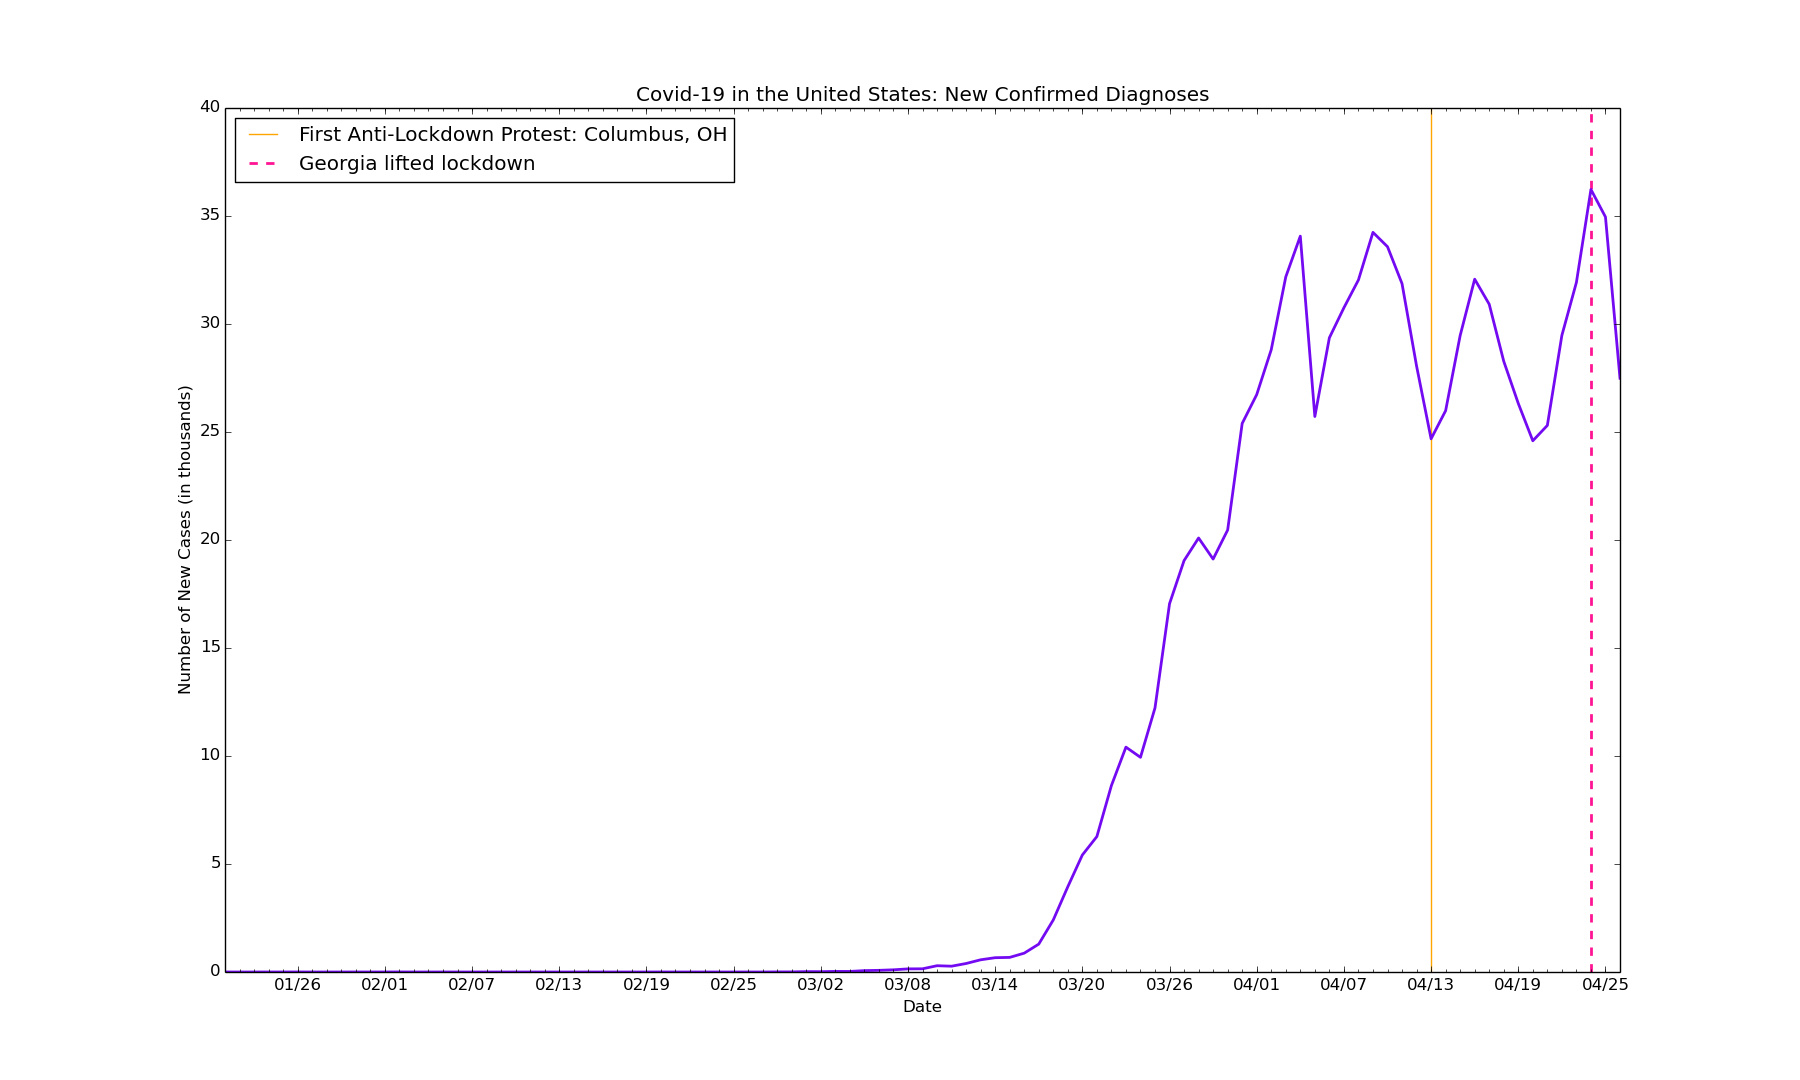 Covid-19 in the United States: New Confirmed Diagnoses
First Anti-Lockdown Protest: Columbus, OH
Georgia lifted lockdown
Number of New Cases (in thousands)
40
35
30
25
20
15
10
5
0
01/26 02/01 02/07 02/13 02/19 02/25 03/02 03/08 03/14 03/20 03/26 04/01 04/07 04/13 04/19 04/25
Date